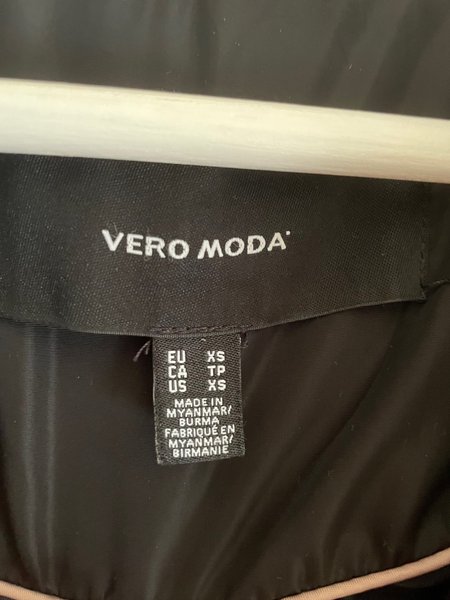 VERO MODA
EU XS
CA TP
US XS
MADE IN
MYANMAR/
BURMA
FABRIQUÉ EN
MYANMAR/
BIRMANIE